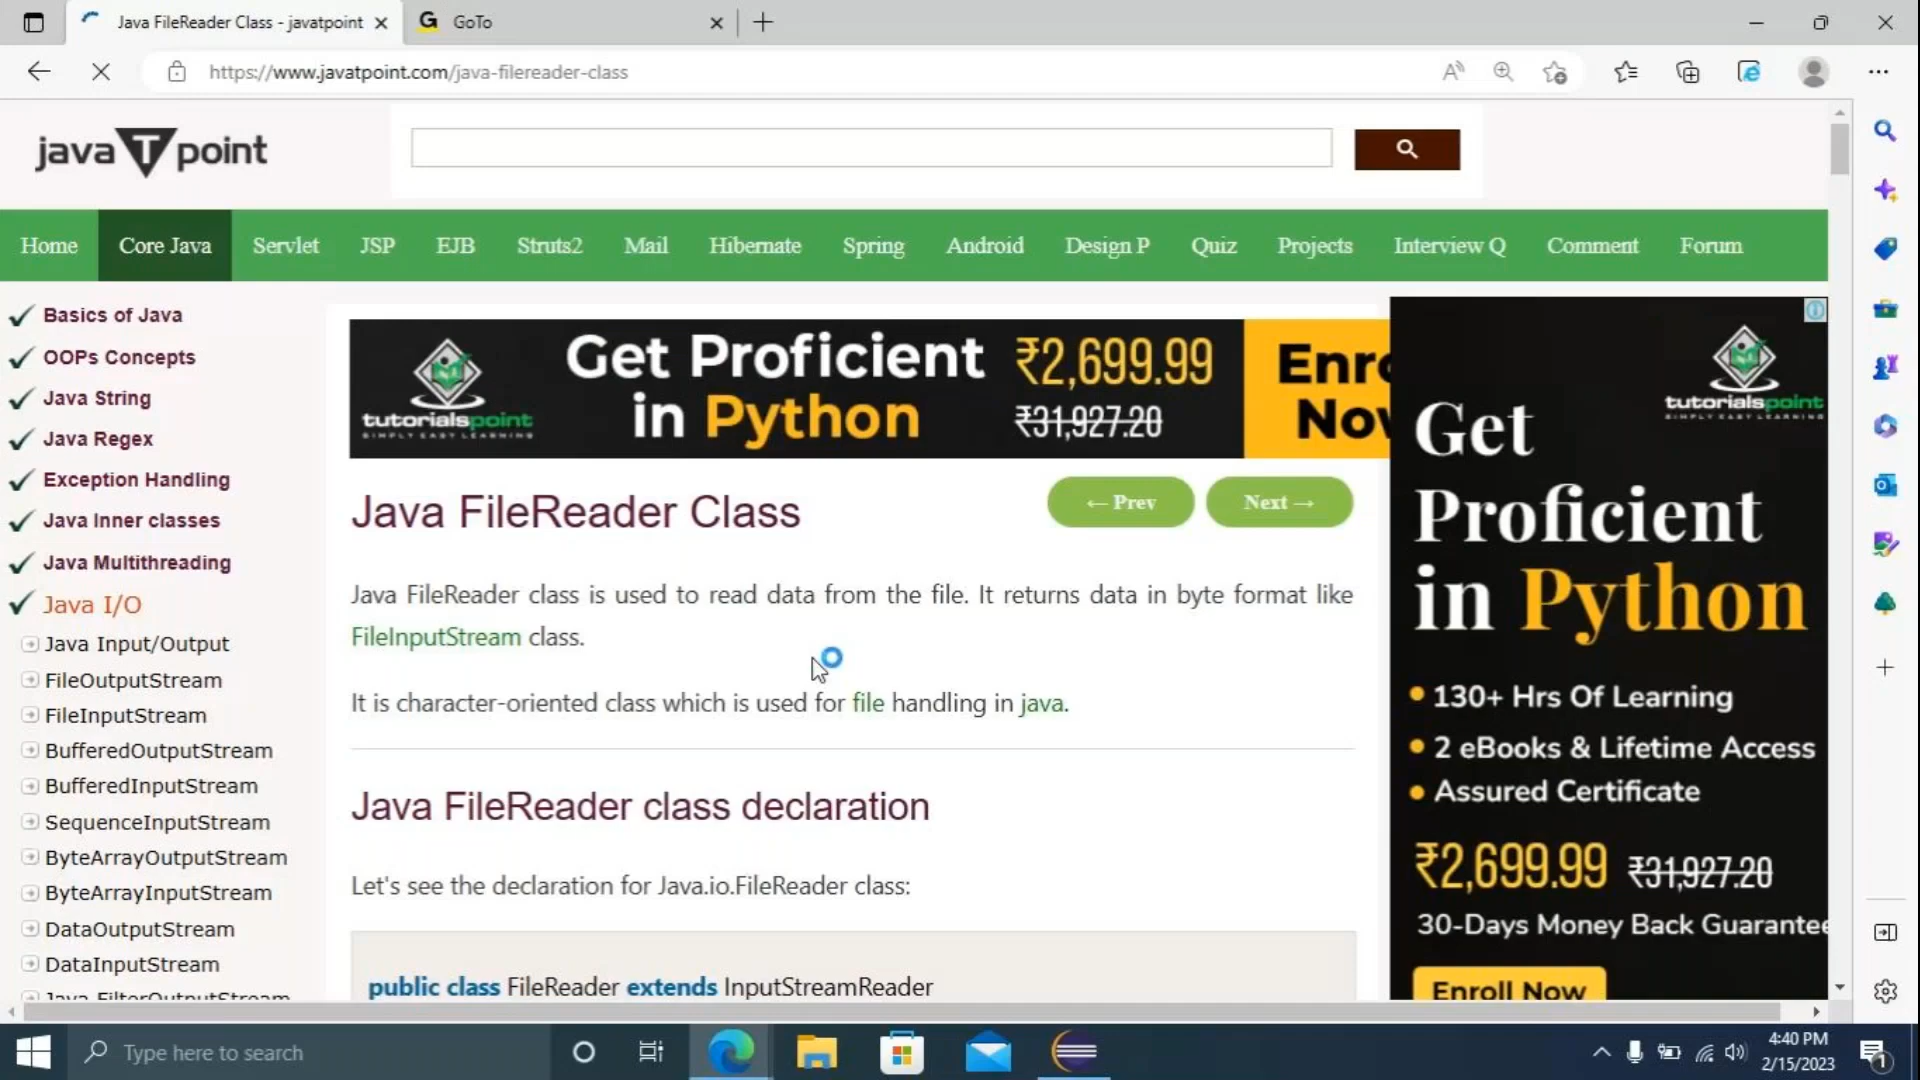 Java FileReader Class - javatpoint
GoTo
https://www.javatpoint.com/java-filereader-class
java T point
Home Core Java Servlet JSP EJB Struts2 Mail Hibernate Spring Android Design P Quiz Projects Interview Q Comment Forum
Basics of Java
OOPs Concepts
Java String
Java Regex
Exception Handling
Java Inner classes
Java Multithreading
Java I/O
Java Input/Output
FileOutputStream
FileInputStream
BufferedOutputStream
BufferedInputStream
SequenceInputStream
ByteArrayOutputStream
ByteArrayInputStream
DataOutputStream
DataInputStream
Java FilterOutputStream
tutorialspoint
SIMPLY EASY LEARNING
Get Proficient
in Python
₹2,699.99
₹31,927.20
Enro
Now
Java FileReader Class
← Prev
Next →
Java FileReader class is used to read data from the file. It returns data in byte format like
FileInputStream class.
It is character-oriented class which is used for file handling in java.
Java FileReader class declaration
Let's see the declaration for Java.io.FileReader class:
public class FileReader extends InputStreamReader
tutorialspoint
SIMPLY EASY LEARNING
Get
Proficient
in Python
130+ Hrs Of Learning
2 eBooks & Lifetime Access
Assured Certificate
₹2,699.99 ₹31,927.20
30-Days Money Back Guarantee
Enroll Now
Type here to search
4:40 PM
2/15/2023
1